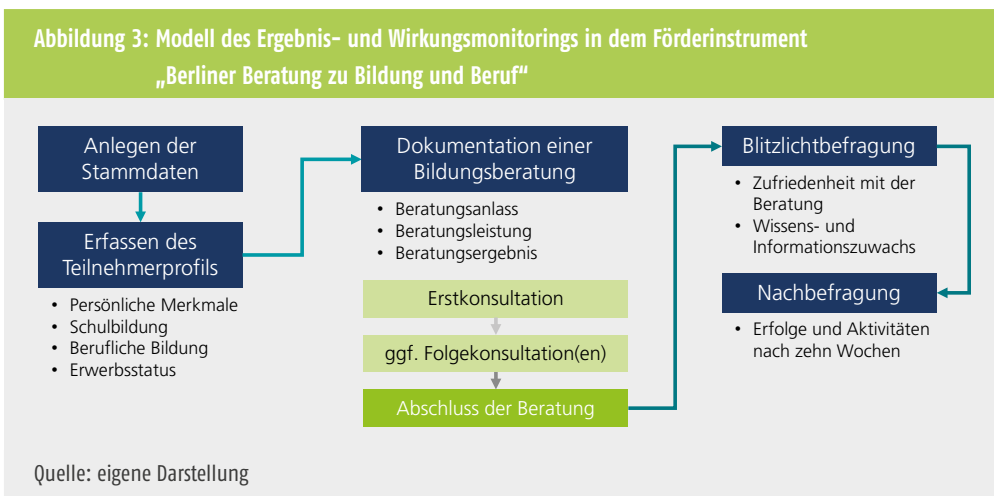 Abbildung 3: Modell des Ergebnis- und Wirkungsmonitorings in dem Förderinstrument
„Berliner Beratung zu Bildung und Beruf“
Anlegen der
Stammdaten
Erfassen des
Teilnehmerprofils
• Persönliche Merkmale
• Schulbildung
• Berufliche Bildung
• Erwerbsstatus
Dokumentation einer
Bildungsberatung
• Beratungsanlass
• Beratungsleistung
• Beratungsergebnis
Erstkonsultation
ggf. Folgekonsultation(en)
Abschluss der Beratung
Blitzlichtbefragung
• Zufriedenheit mit der
Beratung
• Wissens- und
Informationszuwachs
Nachbefragung
• Erfolge und Aktivitäten
nach zehn Wochen
Quelle: eigene Darstellung